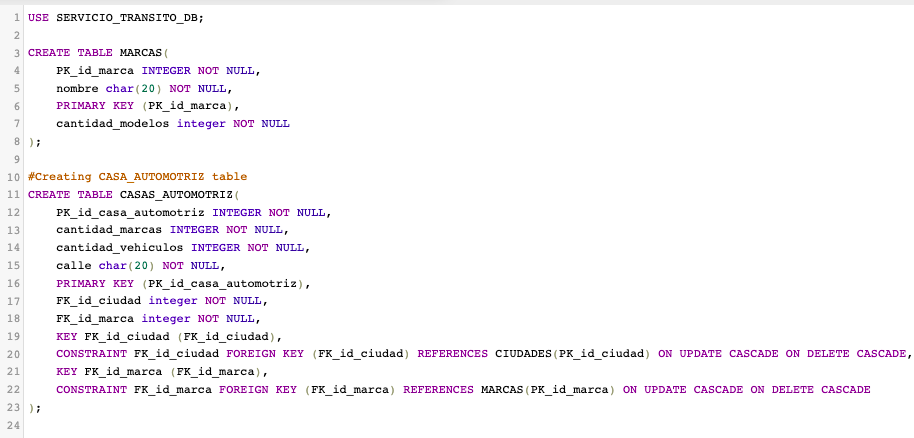 1 USE SERVICIO_TRANSITO_DB;
2
3 CREATE TABLE MARCAS(
4     PK_id_marca INTEGER NOT NULL,
5     nombre char(20) NOT NULL,
6     PRIMARY KEY (PK_id_marca),
7     cantidad_modelos integer NOT NULL
8 );
9
10 #Creating CASA_AUTOMOTRIZ table
11 CREATE TABLE CASAS_AUTOMOTRIZ(
12     PK_id_casa_automotriz INTEGER NOT NULL,
13     cantidad_marcas INTEGER NOT NULL,
14     cantidad_vehiculos INTEGER NOT NULL,
15     calle char(20) NOT NULL,
16     PRIMARY KEY (PK_id_casa_automotriz),
17     FK_id_ciudad integer NOT NULL,
18     FK_id_marca integer NOT NULL,
19     KEY FK_id_ciudad (FK_id_ciudad),
20     CONSTRAINT FK_id_ciudad FOREIGN KEY (FK_id_ciudad) REFERENCES CIUDADES(PK_id_ciudad) ON UPDATE CASCADE ON DELETE CASCADE,
21     KEY FK_id_marca (FK_id_marca),
22     CONSTRAINT FK_id_marca FOREIGN KEY (FK_id_marca) REFERENCES MARCAS(PK_id_marca) ON UPDATE CASCADE ON DELETE CASCADE
23 );
24